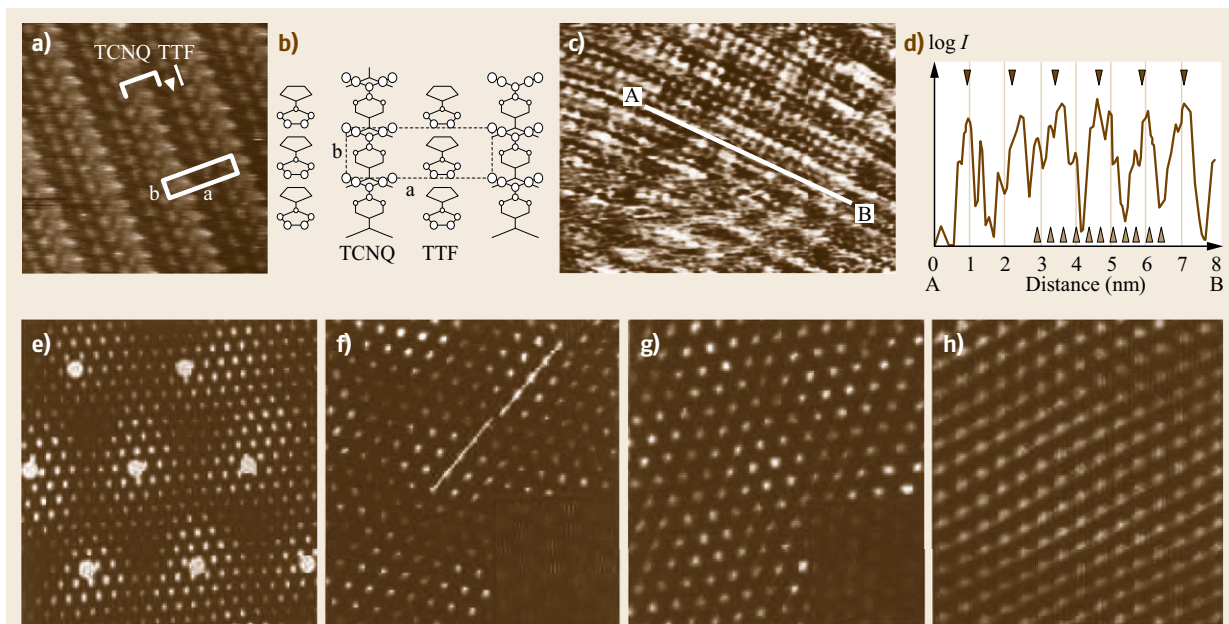 a)
TCNQ TTF
b a
b)
b
a
TCNQ TTF
c)
A
B
d) log I
0 1 2 3 4 5 6 7 8
A Distance (nm) B
e)
f)
g)
h)